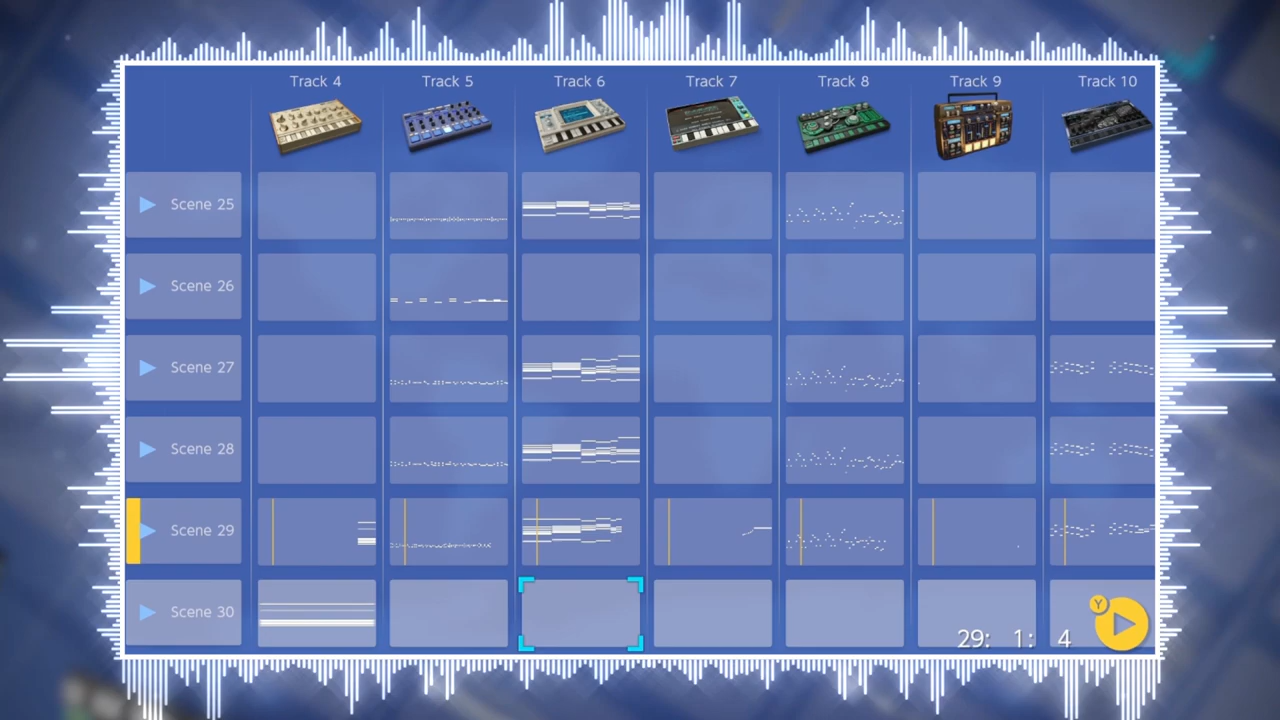 Track 4 Track 5 Track 6 Track 7 Track 8 Track 9 Track 10
Scene 25
Scene 26
Scene 27
Scene 28
Scene 29
Scene 30
Y
29: 1: 4